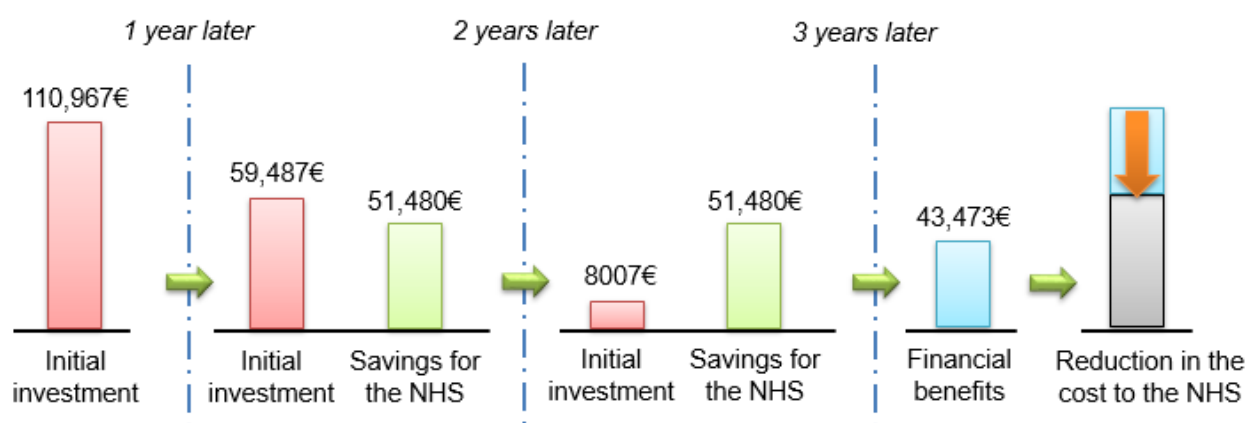 1 year later
2 years later
3 years later
110,967€
59,487€
51,480€
8007€
51,480€
43,473€
Initial
investment
Initial
investment
Savings for
the NHS
Initial
investment
Savings for
the NHS
Financial
benefits
Reduction in the
cost to the NHS